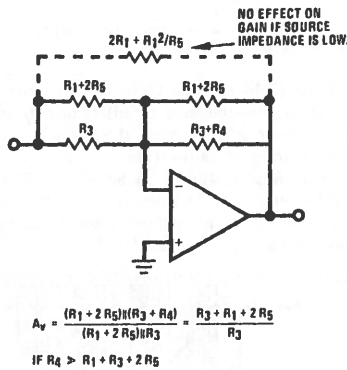 NO EFFECT ON
GAIN IF SOURCE
IMPEDANCE IS LOW.
2R1 + R1²/R5
R1+2R5
R1+2R5
R3
R3+R4
−
+
Av = (R1 + 2 R5)||(R3 + R4) / (R1 + 2 R5)||R3 = R3 + R1 + 2 R5 / R3
IF R4 > R1 + R3 + 2 R5